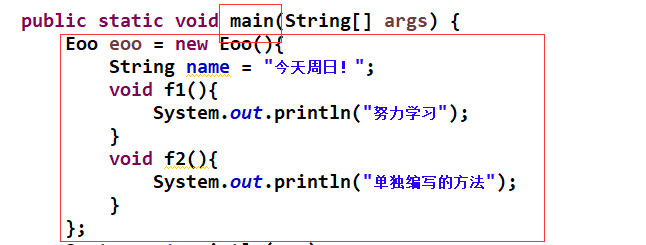 public static void main(String[] args) {
Eoo eoo = new Eoo(){
String name = "今天周日! ";
void f1(){
System.out.println("努力学习");
}
void f2(){
System.out.println("单独编写的方法");
}
};